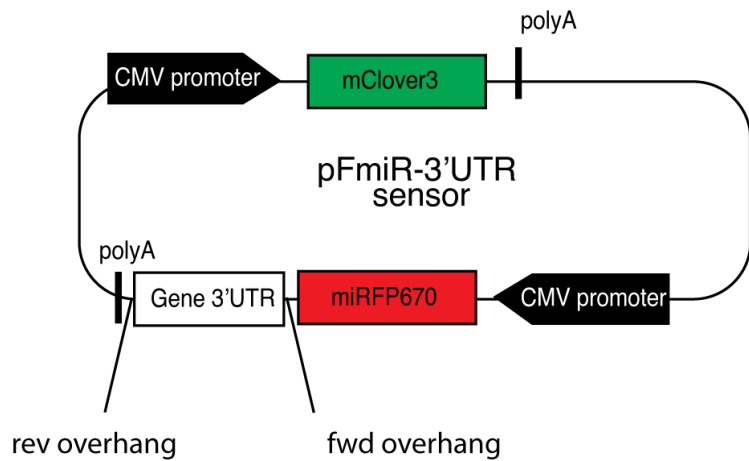 polyA
CMV promoter
mClover3
pFmiR-3'UTR
sensor
polyA
Gene 3'UTR
miRFP670
CMV promoter
rev overhang
fwd overhang